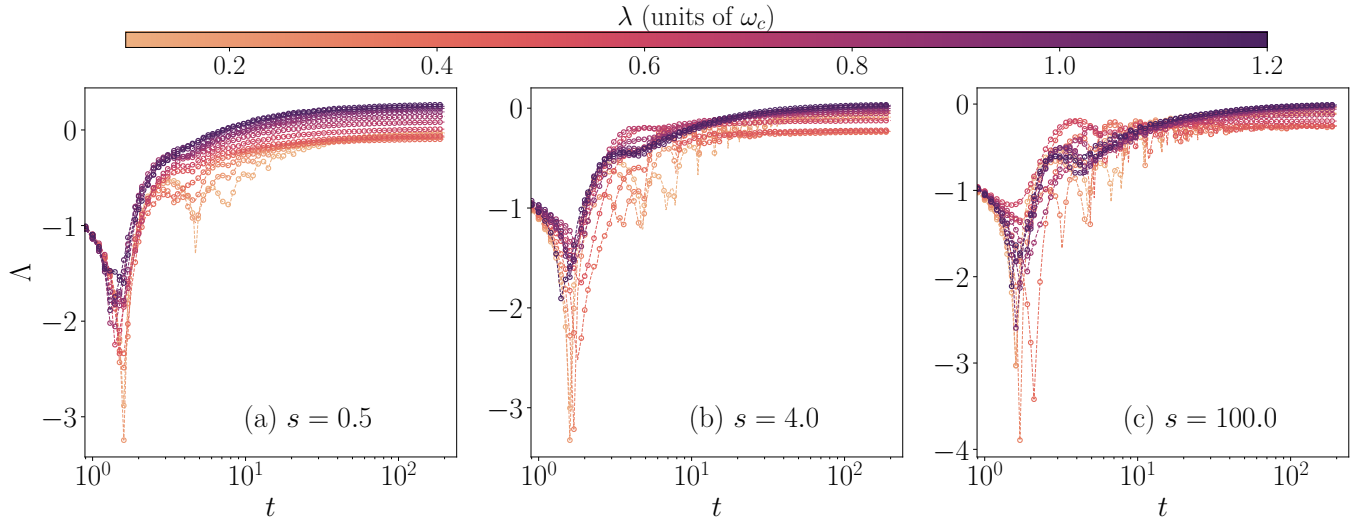 λ (units of ω_c)
0.2 0.4 0.6 0.8 1.0 1.2
Λ
0
−1
−2
−3
(a) s = 0.5
10^0 10^1 10^2
t
0
−1
−2
−3
(b) s = 4.0
10^0 10^1 10^2
t
0
−1
−2
−3
−4
(c) s = 100.0
10^0 10^1 10^2
t